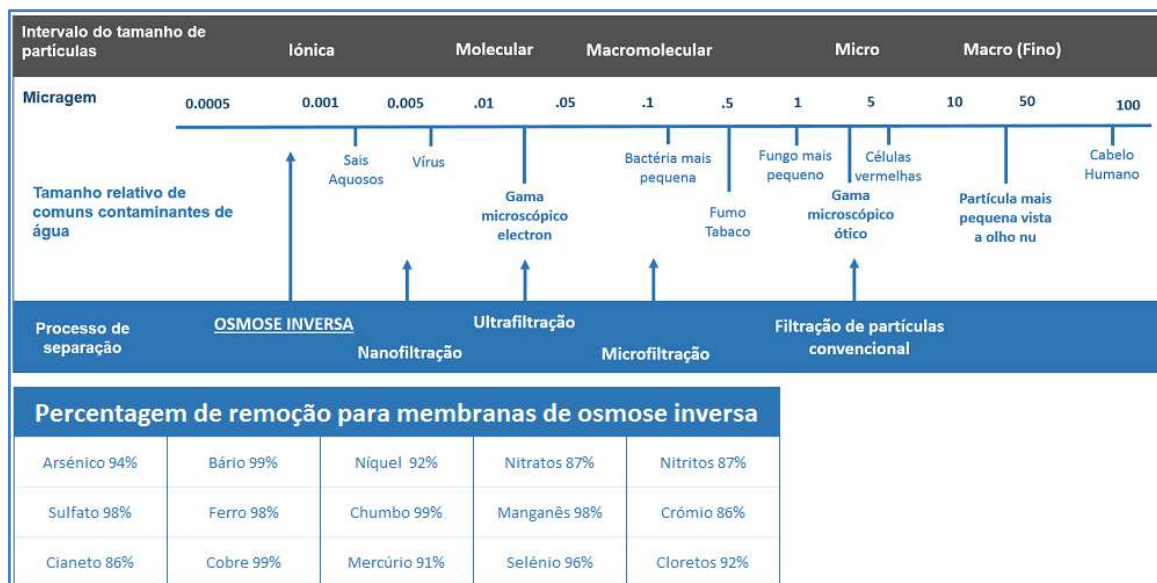 Intervalo do tamanho de
partículas
Iónica
Molecular
Macromolecular
Micro
Macro (Fino)
Micragem
0.0005
0.001
0.005
.01
.05
.1
.5
1
5
10
50
100
Sais
Aquosos
Vírus
Gama
microscópico
electron
Bactéria mais
pequena
Fumo
Tabaco
Fungo mais
pequeno
Gama
microscópico
ótico
Células
vermelhas
Partícula mais
pequena vista
a olho nu
Cabelo
Humano
Tamanho relativo de
comuns contaminantes de
água
Processo de
separação
OSMOSE INVERSA
Nanofiltração
Ultrafiltração
Microfiltração
Filtração de partículas
convencional
Percentagem de remoção para membranas de osmose inversa
Arsénico 94%
Bário 99%
Níquel 92%
Nitratos 87%
Nitritos 87%
Sulfato 98%
Ferro 98%
Chumbo 99%
Manganês 98%
Crómio 86%
Cianeto 86%
Cobre 99%
Mercúrio 91%
Selénio 96%
Cloretos 92%